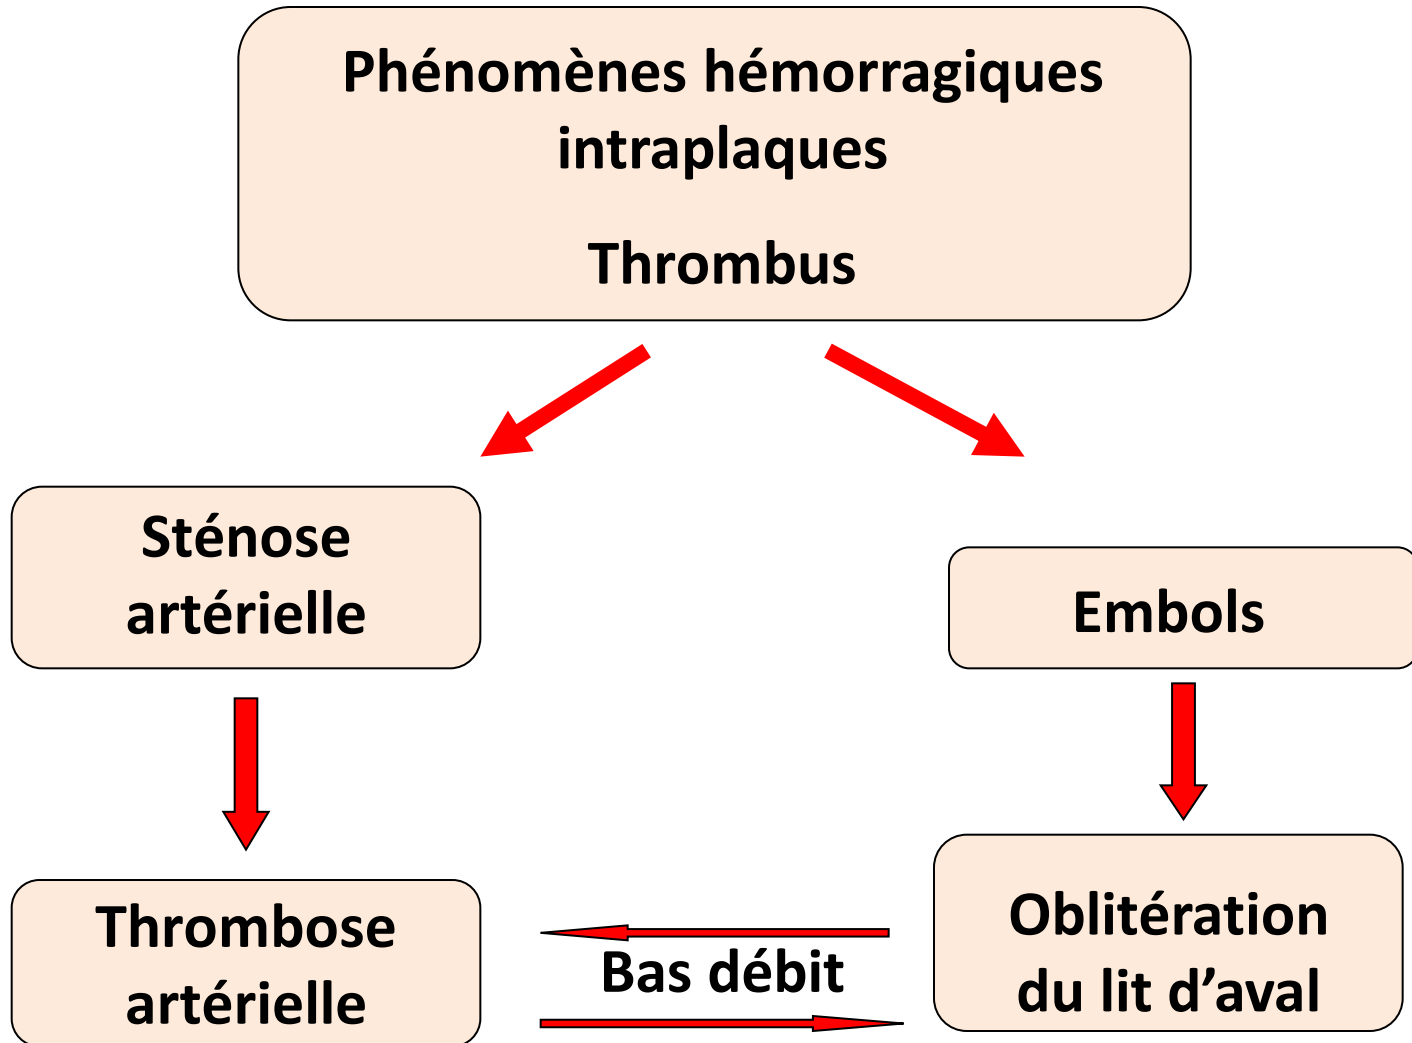 Phénomènes hémorragiques
intraplaques
Thrombus
Sténose
artérielle
Embols
Thrombose
artérielle
Bas débit
Oblitération
du lit d’aval